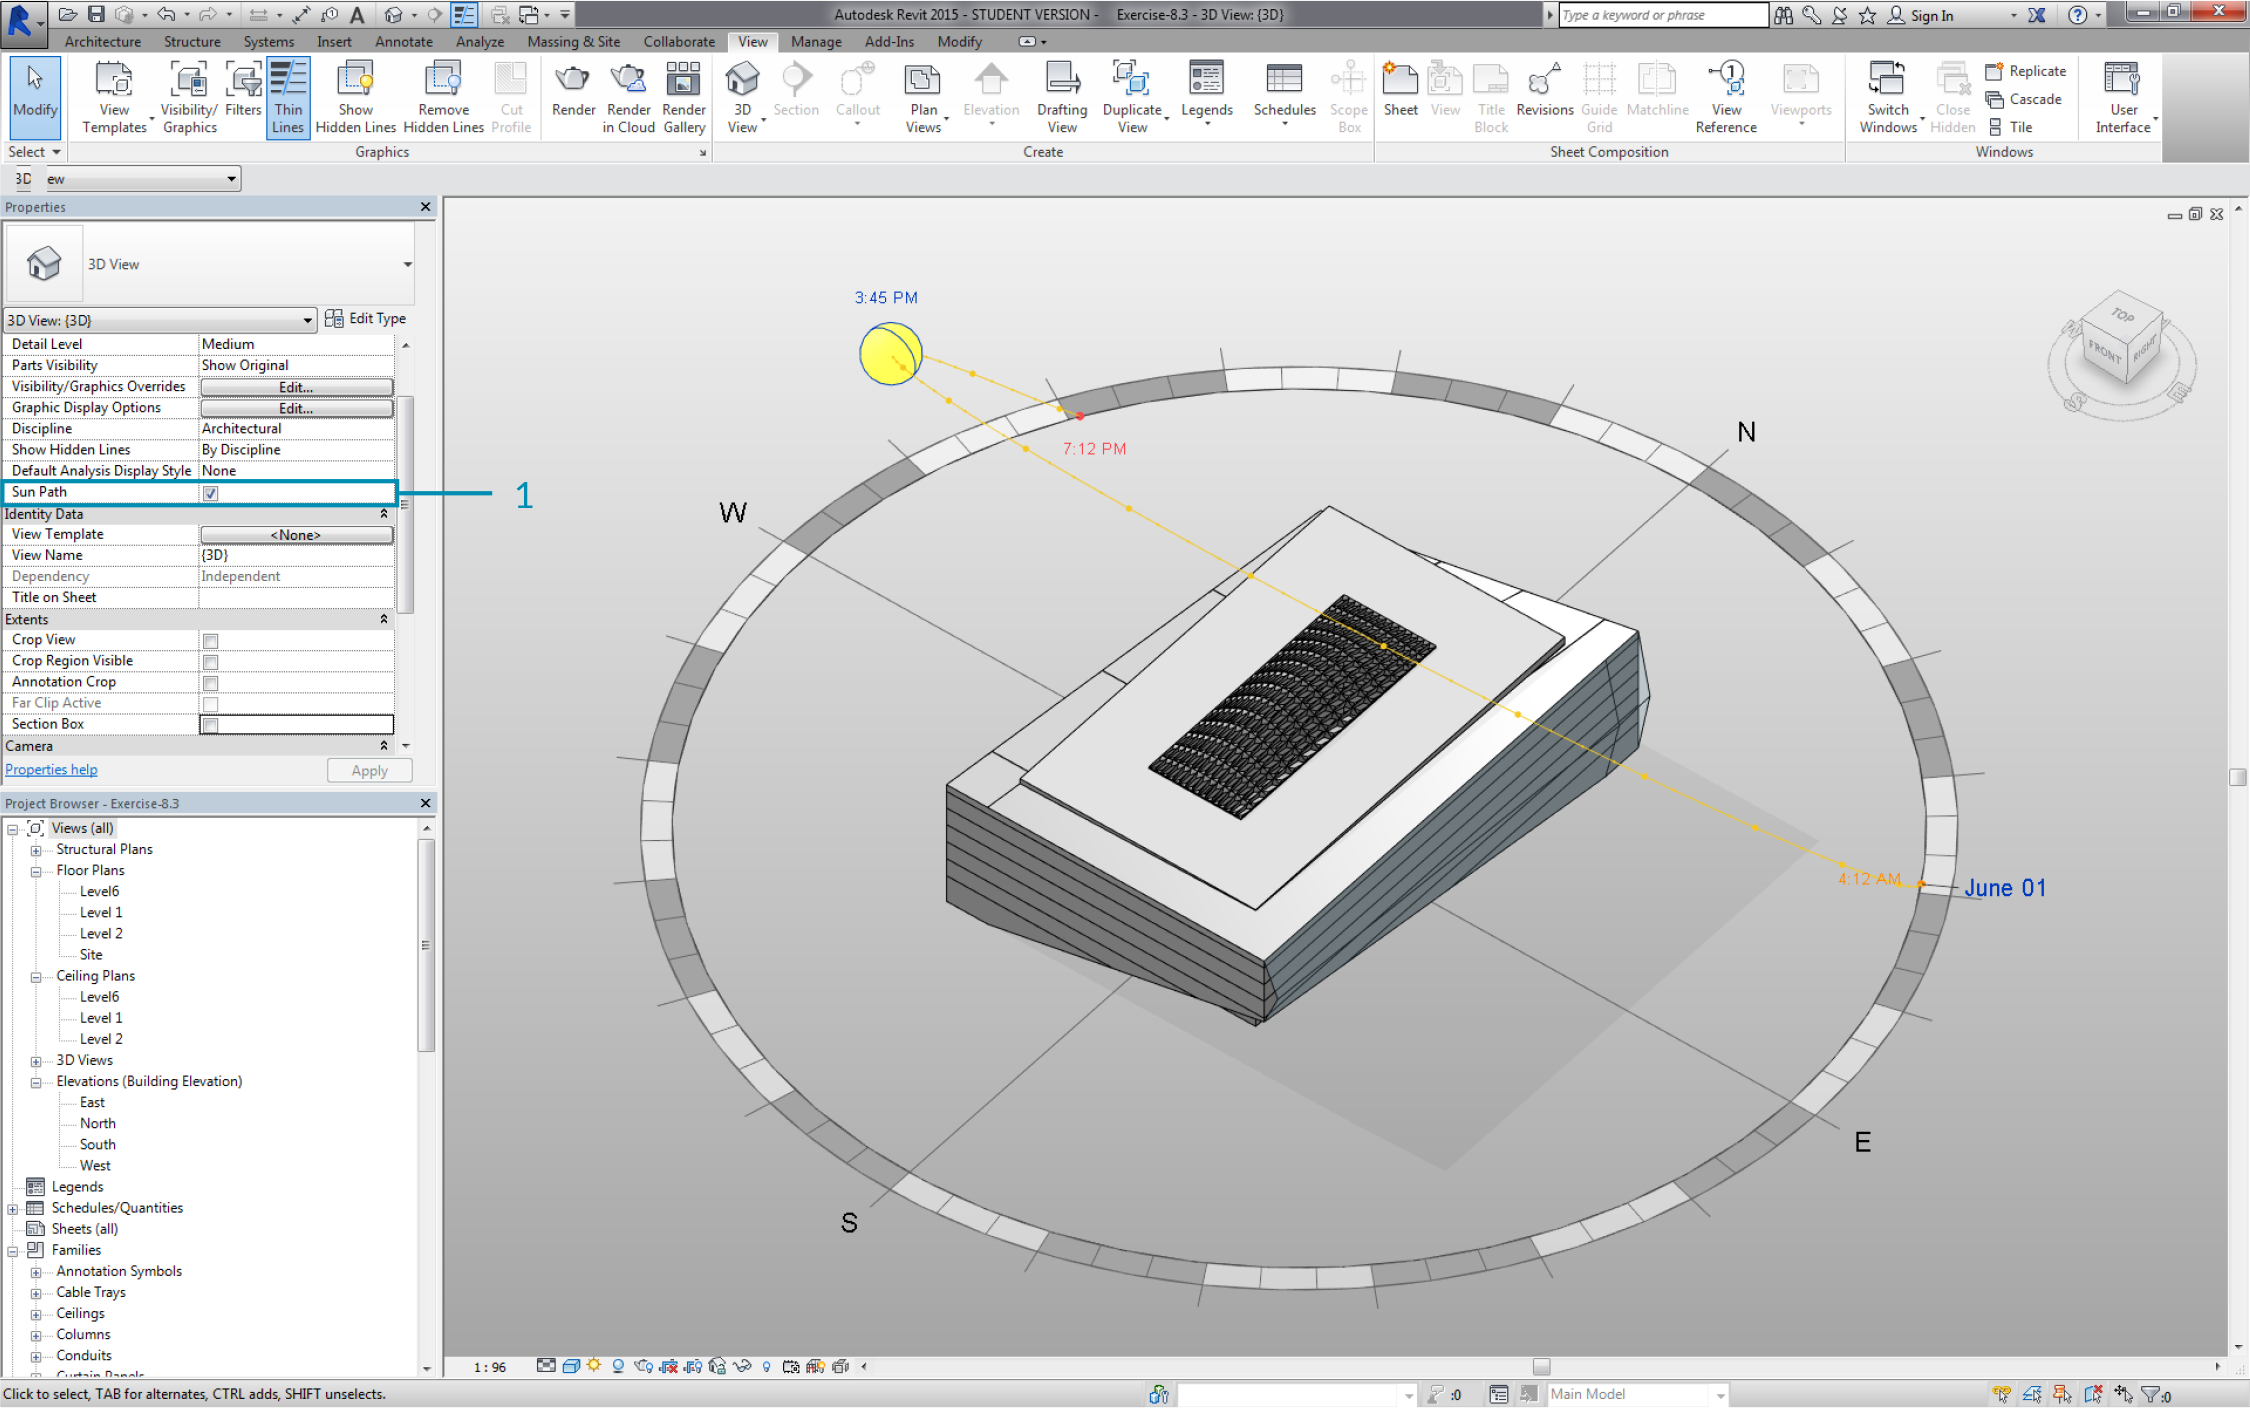 Autodesk Revit 2015 - STUDENT VERSION - Exercise-8.3 - 3D View: {3D}
Type a keyword or phrase
Sign In
Architecture Structure Systems Insert Annotate Analyze Massing & Site Collaborate View Manage Add-Ins Modify
Modify
View Templates
Visibility/ Graphics
Filters
Thin Lines
Show Hidden Lines
Remove Hidden Lines
Cut Profile
Render
Render in Cloud
Render Gallery
3D View
Section
Callout
Plan Views
Elevation
Drafting View
Duplicate View
Legends
Schedules
Scope Box
Sheet
View
Title Block
Revisions
Guide Grid
Matchline
View Reference
Viewports
Switch Windows
Close Hidden
Replicate
Cascade
Tile
User Interface
Select
Graphics
Create
Sheet Composition
Windows
3D ew
Properties
3D View
3D View: {3D}
Edit Type
Detail Level Medium
Parts Visibility Show Original
Visibility/Graphics Overrides Edit...
Graphic Display Options Edit...
Discipline Architectural
Show Hidden Lines By Discipline
Default Analysis Display Style None
Sun Path
1
Identity Data
View Template <None>
View Name {3D}
Dependency Independent
Title on Sheet
Extents
Crop View
Crop Region Visible
Annotation Crop
Far Clip Active
Section Box
Camera
Properties help
Apply
Project Browser - Exercise-8.3
Views (all)
Structural Plans
Floor Plans
Level6
Level 1
Level 2
Site
Ceiling Plans
Level6
Level 1
Level 2
3D Views
Elevations (Building Elevation)
East
North
South
West
Legends
Schedules/Quantities
Sheets (all)
Families
Annotation Symbols
Cable Trays
Ceilings
Columns
Conduits
Curtain Panels
3:45 PM
7:12 PM
N
W
4:12 AM
June 01
E
S
TOP
FRONT
RIGHT
W
S
E
1 : 96
Click to select, TAB for alternates, CTRL adds, SHIFT unselects.
:0
Main Model
:0